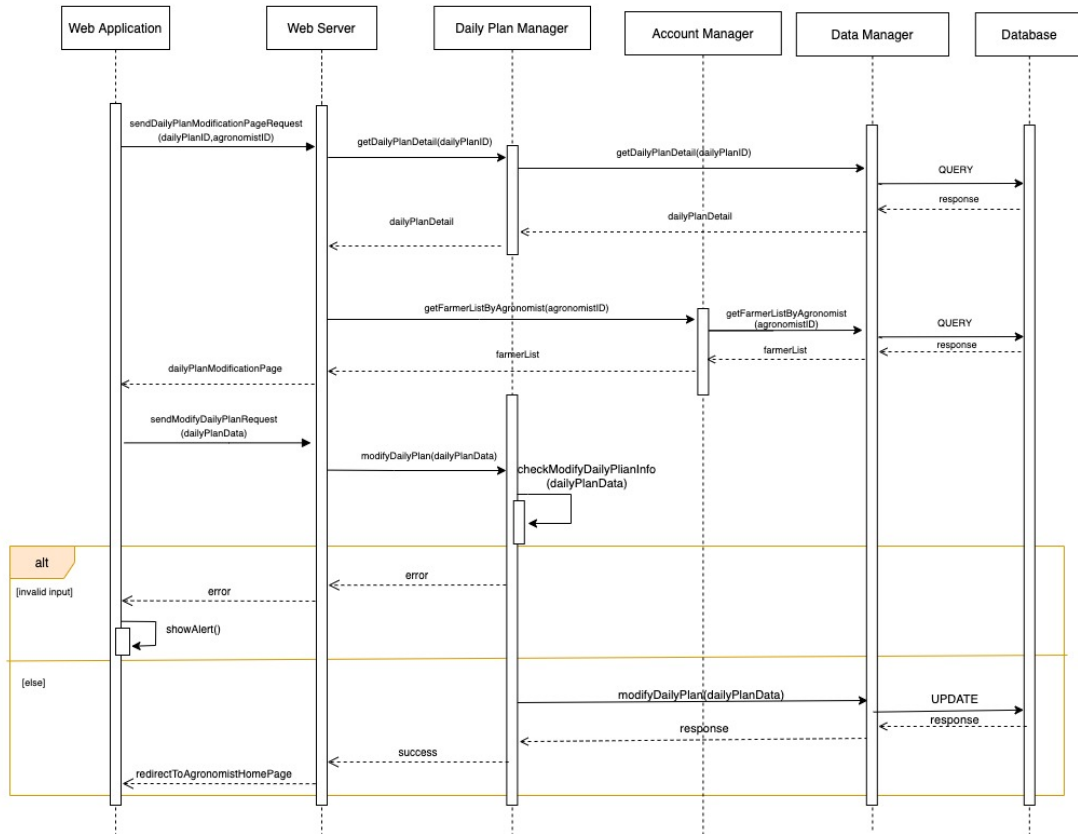 Web Application
Web Server
Daily Plan Manager
Account Manager
Data Manager
Database
sendDailyPlanModificationPageRequest
(dailyPlanID,agronomistID)
getDailyPlanDetail(dailyPlanID)
getDailyPlanDetail(dailyPlanID)
QUERY
response
dailyPlanDetail
dailyPlanDetail
getFarmerListByAgronomist(agronomistID)
getFarmerListByAgronomist
(agronomistID)
QUERY
response
farmerList
farmerList
dailyPlanModificationPage
sendModifyDailyPlanRequest
(dailyPlanData)
modifyDailyPlan(dailyPlanData)
checkModifyDailyPlianInfo
(dailyPlanData)
alt
[invalid input]
error
error
showAlert()
[else]
modifyDailyPlan(dailyPlanData)
UPDATE
response
response
success
redirectToAgronomistHomePage